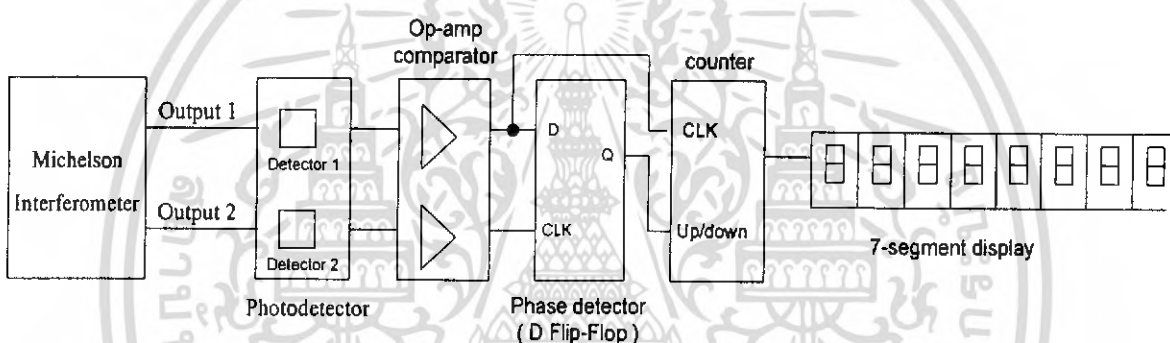 Op-amp
comparator
counter
Output 1
Detector 1
D
Q
CLK
Michelson
Interferometer
Output 2
Detector 2
CLK
Up/down
7-segment display
Photodetector
Phase detector
( D Flip-Flop )